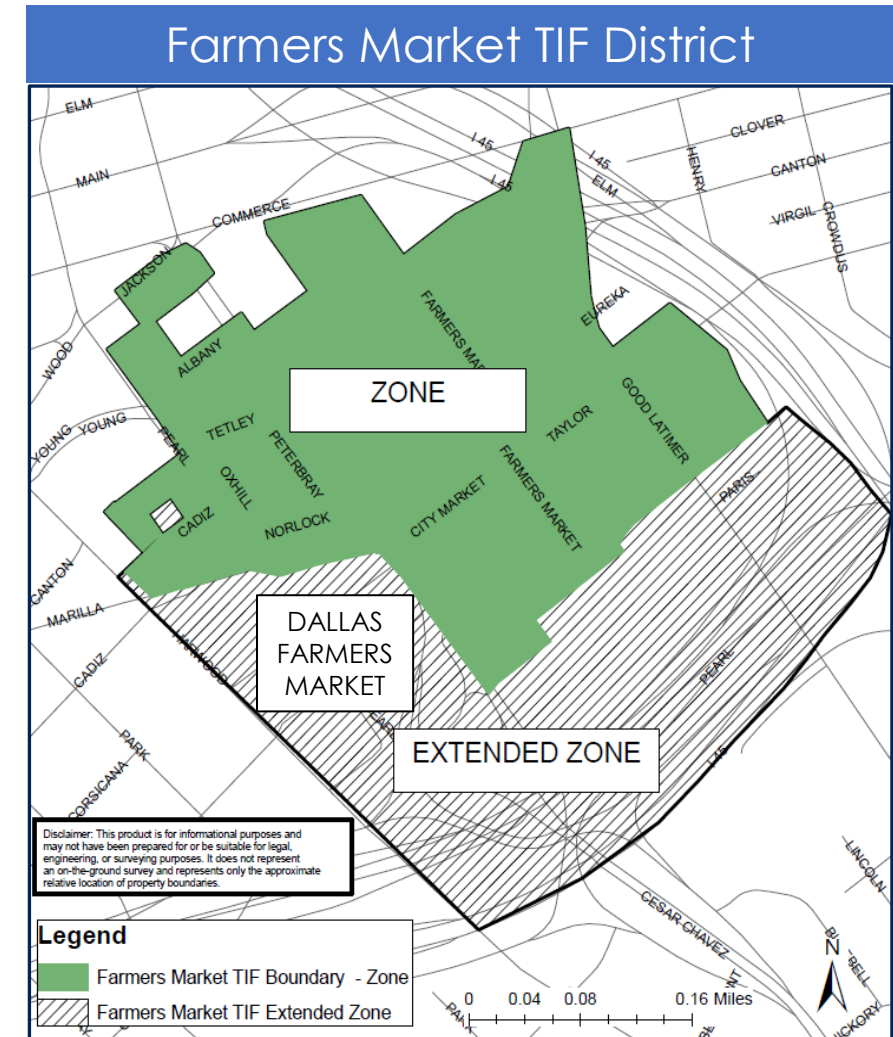 Farmers Market TIF District
ELM
MAIN
COMMERCE
I 45
I 45
I 45
ELM
HENRY
CLOVER
CANTON
VIRGIL
CROWDUS
JACKSON
WOOD
ALBANY
FARMERS MAR
EUREKA
ZONE
YOUNG
YOUNG
PEARL
TETLEY
OXHILL
PETERBRAY
TAYLOR
GOOD LATIMER
CADIZ
NORLOCK
CITY MARKET
FARMERS MARKET
PARIS
CANTON
MARILLA
HARWOOD
CADIZ
DALLAS
FARMERS
MARKET
PEARL
PARK
CORSICANA
EXTENDED ZONE
I 45
Disclaimer: This product is for informational purposes and
may not have been prepared for or be suitable for legal,
engineering, or surveying purposes. It does not represent
an on-the-ground survey and represents only the approximate
relative location of property boundaries.
LINCOLN
CESAR CHAVEZ
BELL
HICKORY
N
Legend
Farmers Market TIF Boundary - Zone
Farmers Market TIF Extended Zone
0 0.04 0.08 0.16 Miles